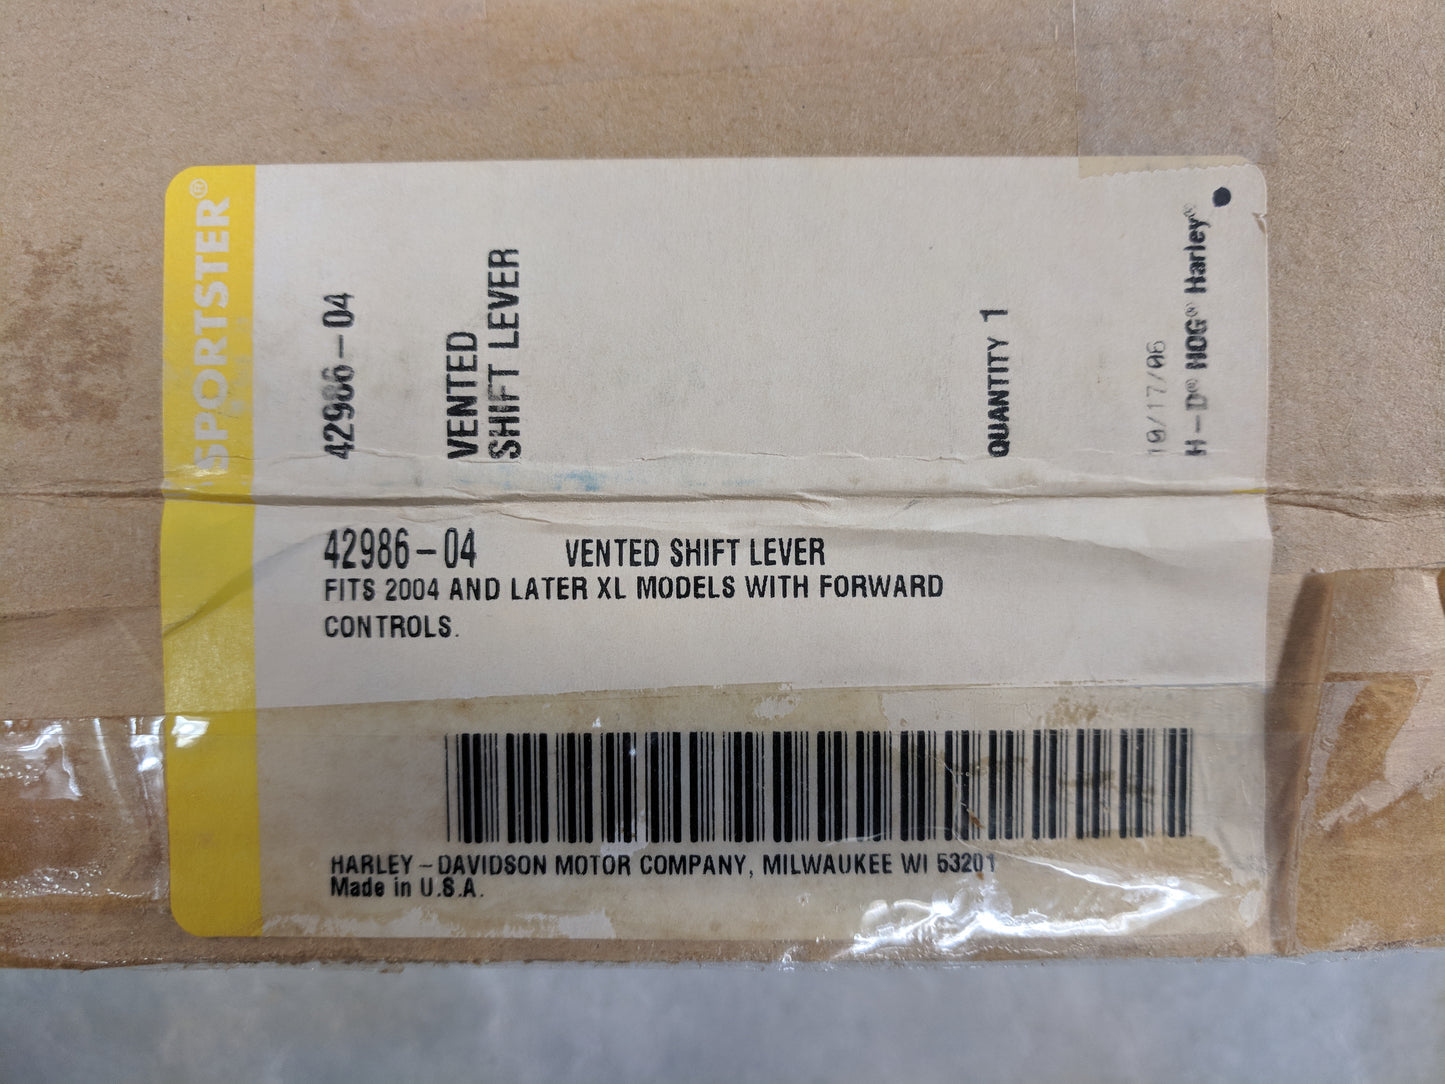 SPORTSTER®
42986-04
VENTED
SHIFT LEVER
QUANTITY 1
10/17/06
H-D® HOG® Harley®
42986-04 VENTED SHIFT LEVER
FITS 2004 AND LATER XL MODELS WITH FORWARD
CONTROLS.
HARLEY-DAVIDSON MOTOR COMPANY, MILWAUKEE WI 53201
Made in U.S.A.